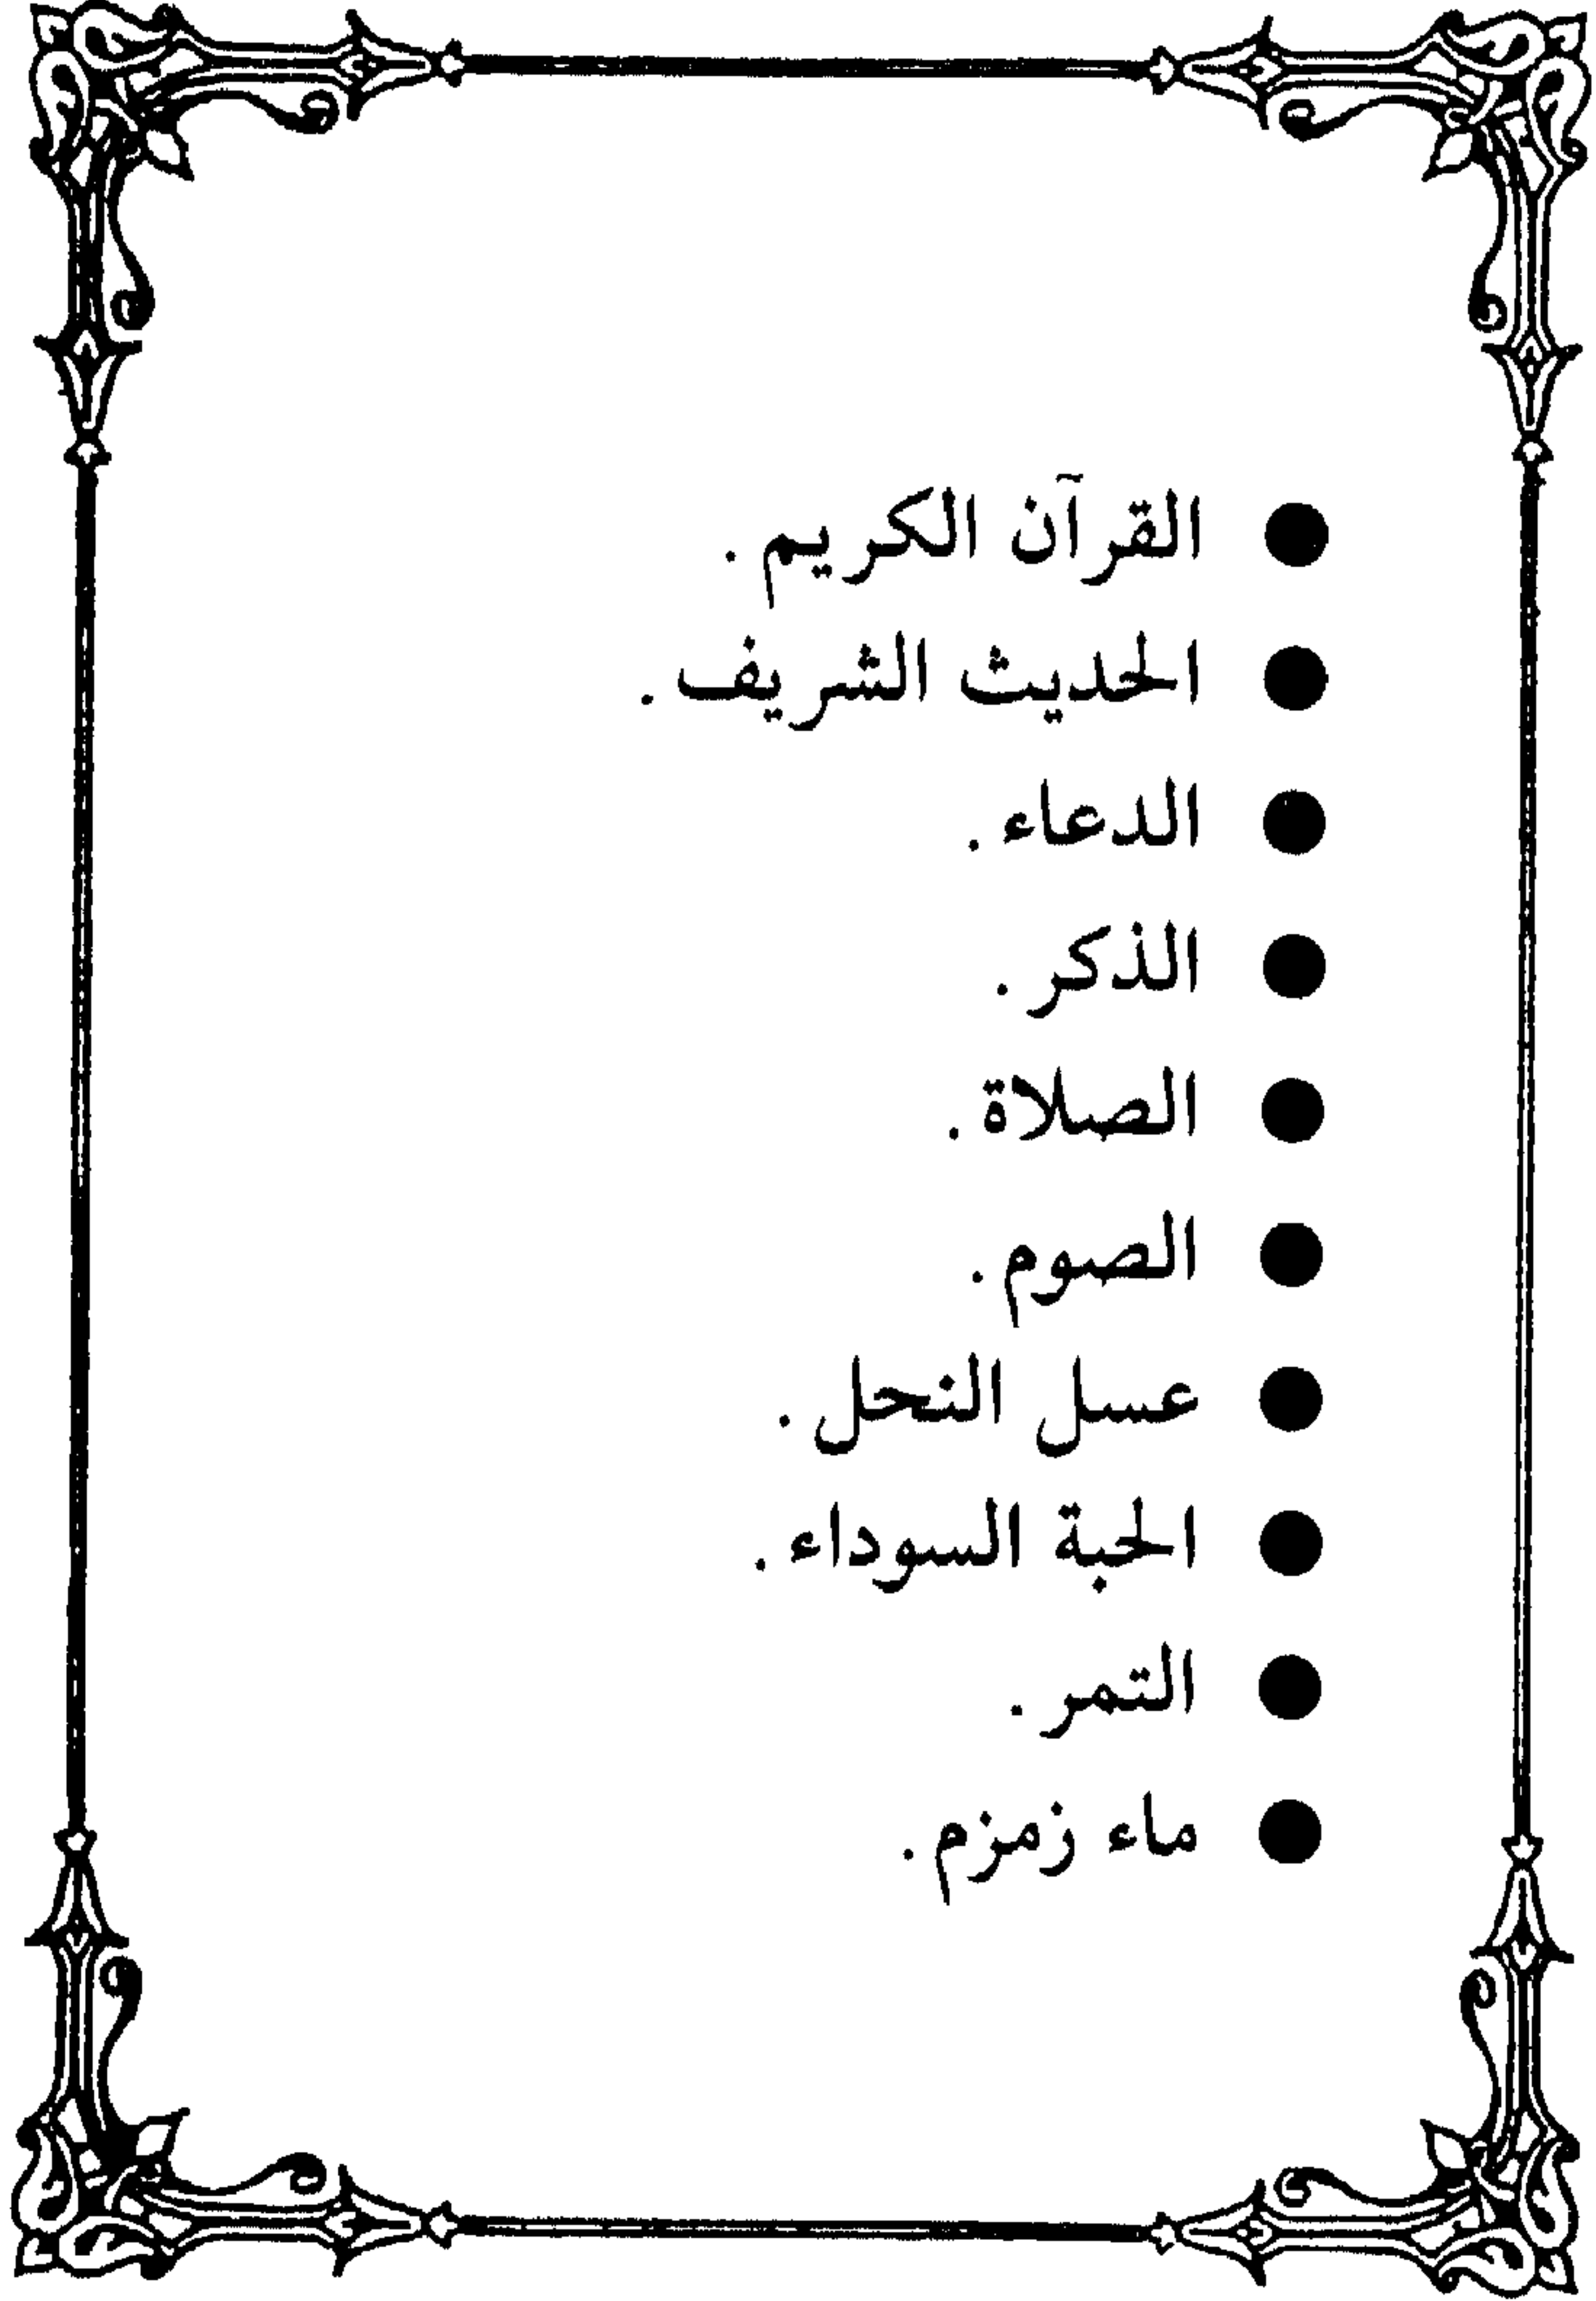 ● القرآن الكريم .
● الحديث الشريف .
● الدعاء .
● الذكر .
● الصلاة .
● الصوم .
● عسل النحل .
● الحبة السوداء .
● التمر .
● ماء زمزم .